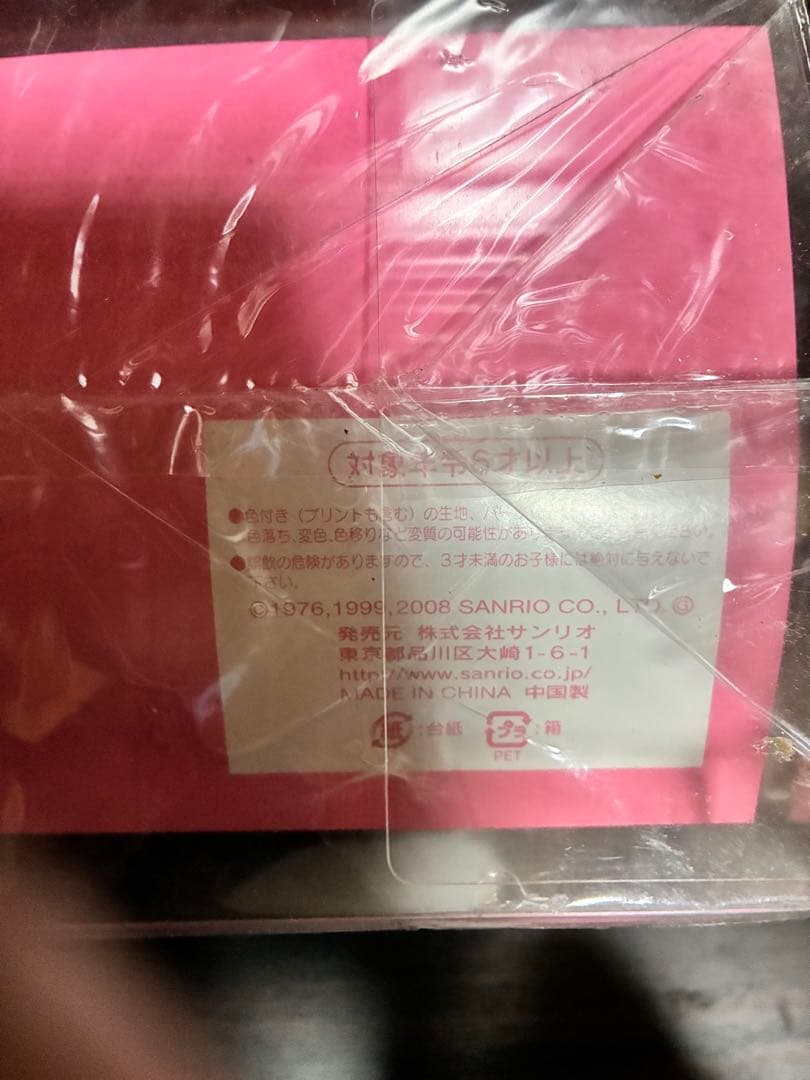 対象年令6才以上
●色付き（プリントも含む）の生地、パー
色落ち、変色、色移りなど変質の可能性があり
の危険がありますので、3才未満のお子様には絶対に与えないで
下さい。
©1976,1999,2008 SANRIO CO., LTD. Ⓖ
発売元 株式会社サンリオ
東京都品川区大崎1-6-1
http://www.sanrio.co.jp/
MADE IN CHINA 中国製
紙:台紙 プラ:箱
PET